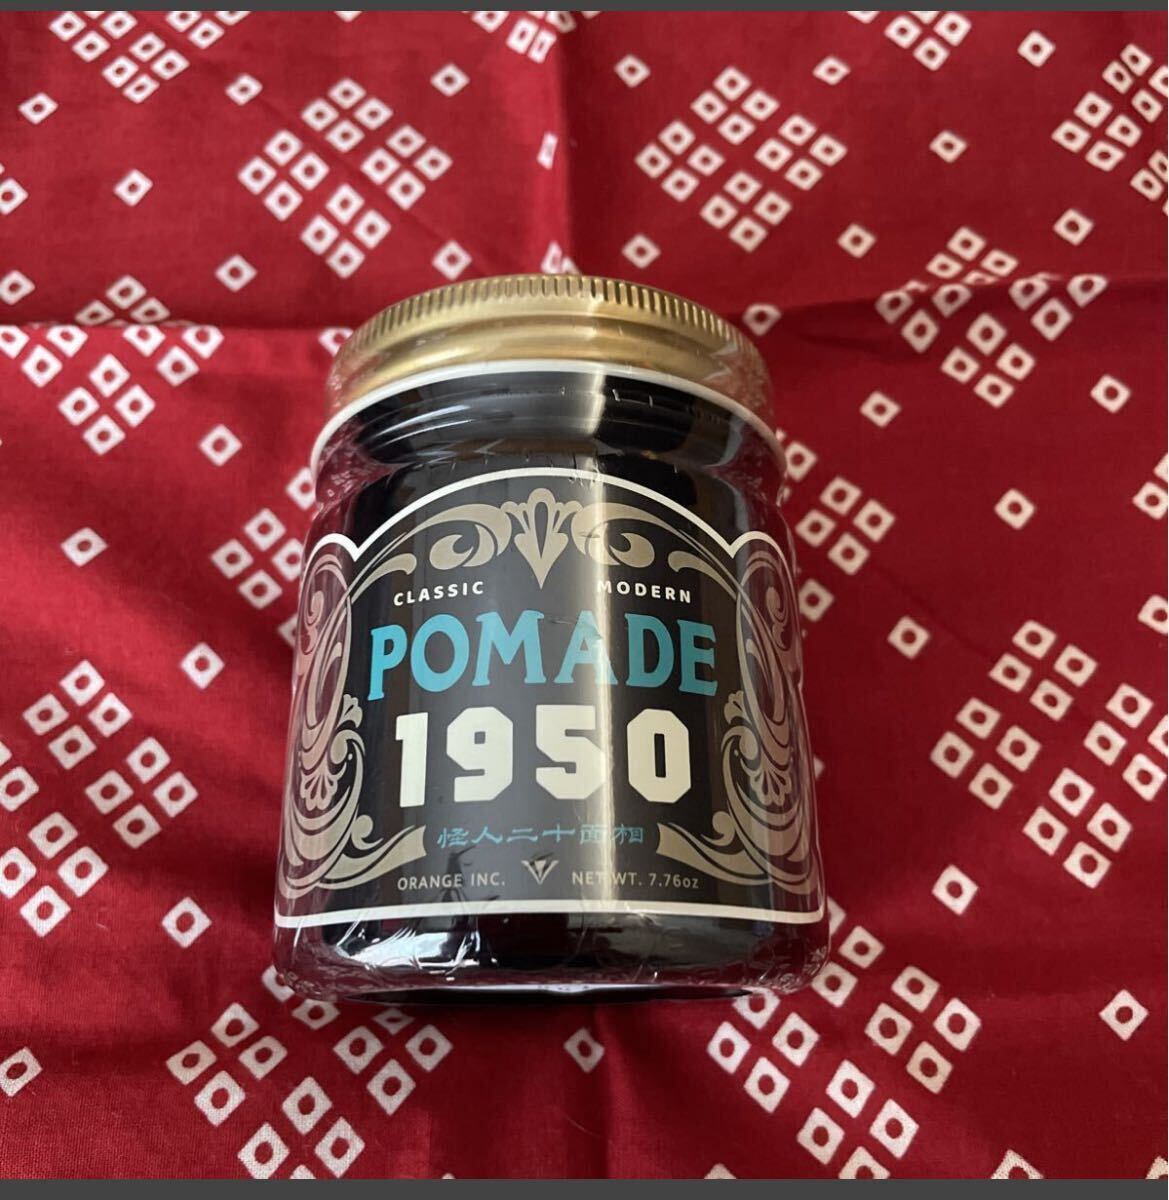 CLASSIC MODERN
POMADE
1950
怪人二十面相
ORANGE INC. NET WT. 7.76oz